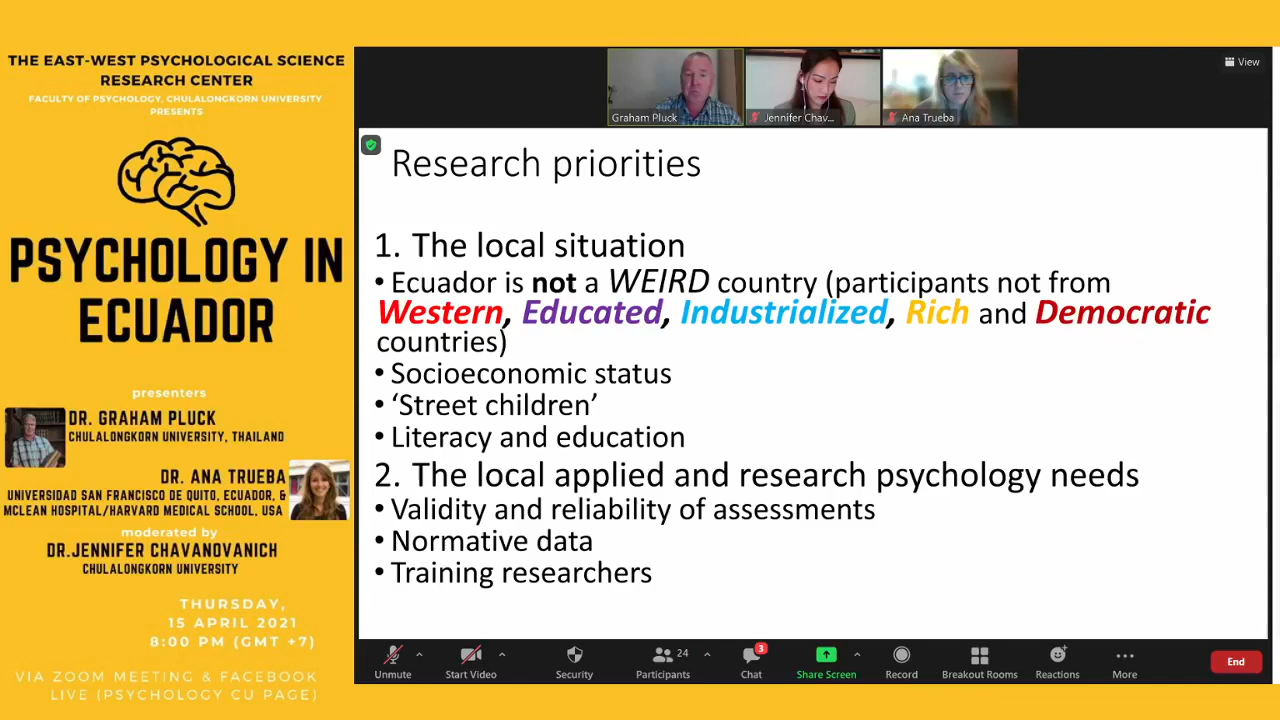 THE EAST-WEST PSYCHOLOGICAL SCIENCE
RESEARCH CENTER
FACULTY OF PSYCHOLOGY, CHULALONGKORN UNIVERSITY
PRESENTS
PSYCHOLOGY IN
ECUADOR
presenters
DR. GRAHAM PLUCK
CHULALONGKORN UNIVERSITY, THAILAND
DR. ANA TRUEBA
UNIVERSIDAD SAN FRANCISCO DE QUITO, ECUADOR, &
MCLEAN HOSPITAL/HARVARD MEDICAL SCHOOL, USA
moderated by
DR.JENNIFER CHAVANOVANICH
CHULALONGKORN UNIVERSITY
THURSDAY,
15 APRIL 2021
8:00 PM (GMT +7)
VIA ZOOM MEETING & FACEBOOK
LIVE (PSYCHOLOGY CU PAGE)
Graham Pluck
Jennifer Chav...
Ana Trueba
View
Research priorities
1. The local situation
• Ecuador is not a WEIRD country (participants not from
Western, Educated, Industrialized, Rich and Democratic
countries)
• Socioeconomic status
• ‘Street children’
• Literacy and education
2. The local applied and research psychology needs
• Validity and reliability of assessments
• Normative data
• Training researchers
Unmute
Start Video
Security
24
Participants
3
Chat
Share Screen
Record
Breakout Rooms
Reactions
More
End